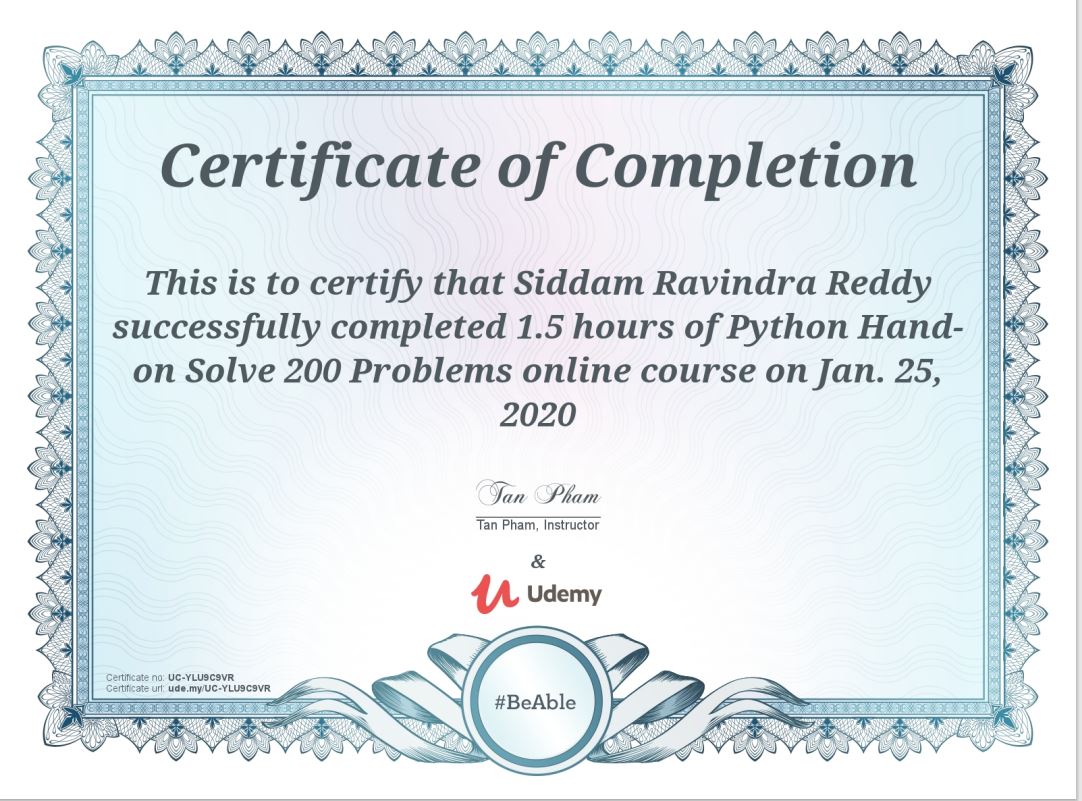 Certificate of Completion
This is to certify that Siddam Ravindra Reddy
successfully completed 1.5 hours of Python Hand-
on Solve 200 Problems online course on Jan. 25,
2020
Tan Pham
Tan Pham, Instructor
&
Udemy
Certificate no: UC-YLU9C9VR
Certificate url: ude.my/UC-YLU9C9VR
#BeAble